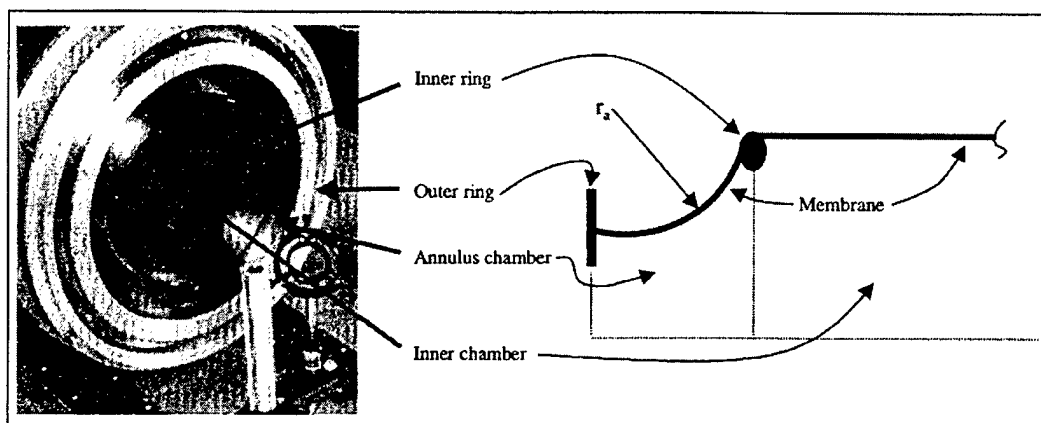 Inner ring
r_a
Outer ring
Membrane
Annulus chamber
Inner chamber